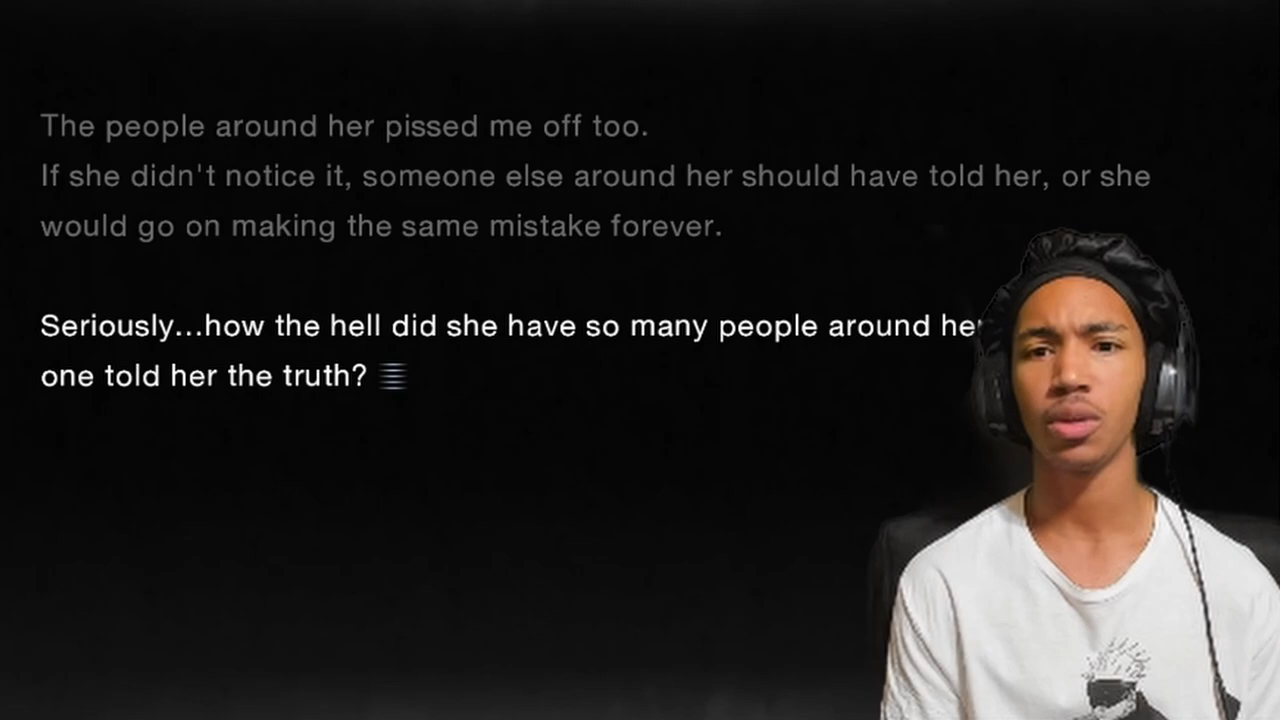 The people around her pissed me off too.
If she didn't notice it, someone else around her should have told her, or she
would go on making the same mistake forever.
Seriously...how the hell did she have so many people around her
one told her the truth?